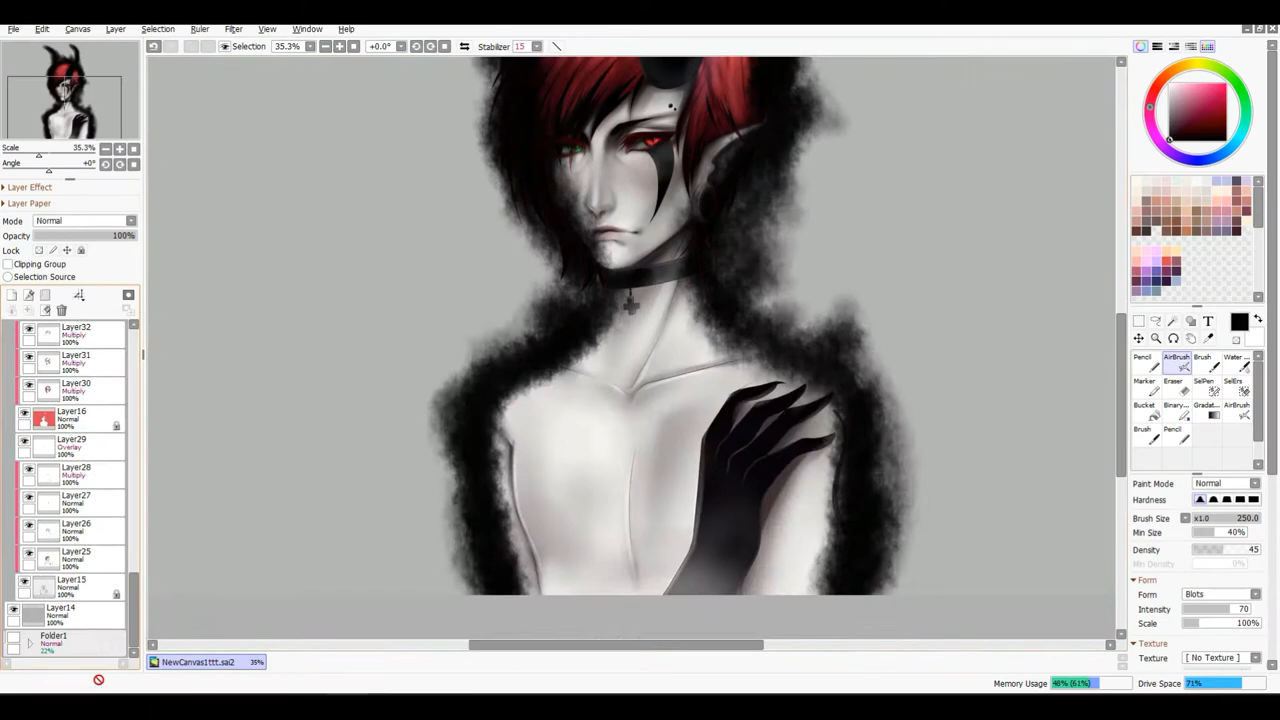 File Edit Canvas Layer Selection Ruler Filter View Window Help
Selection 35.3% +0.0° Stabilizer 15
Scale 35.3%
Angle +0°
Layer Effect
Layer Paper
Mode Normal
Opacity 100%
Lock
Clipping Group
Selection Source
Layer32
Multiply
100%
Layer31
Multiply
100%
Layer30
Multiply
100%
Layer16
Normal
100%
Layer29
Overlay
100%
Layer28
Multiply
100%
Layer27
Normal
100%
Layer26
Normal
100%
Layer25
Normal
100%
Layer15
Normal
100%
Layer14
Normal
100%
Folder1
Normal
22%
NewCanvas1ttt.sai2 35%
T
Pencil AirBrush Brush Water ...
Marker Eraser SelPen SelErs
Bucket Binary... Gradat... AirBrush
Brush Pencil
Paint Mode Normal
Hardness
Brush Size x1.0 250.0
Min Size 40%
Density 45
Min Density 0%
Form
Form Blots
Intensity 70
Scale 100%
Texture
Texture [ No Texture ]
Memory Usage 48% (61%) Drive Space 71%